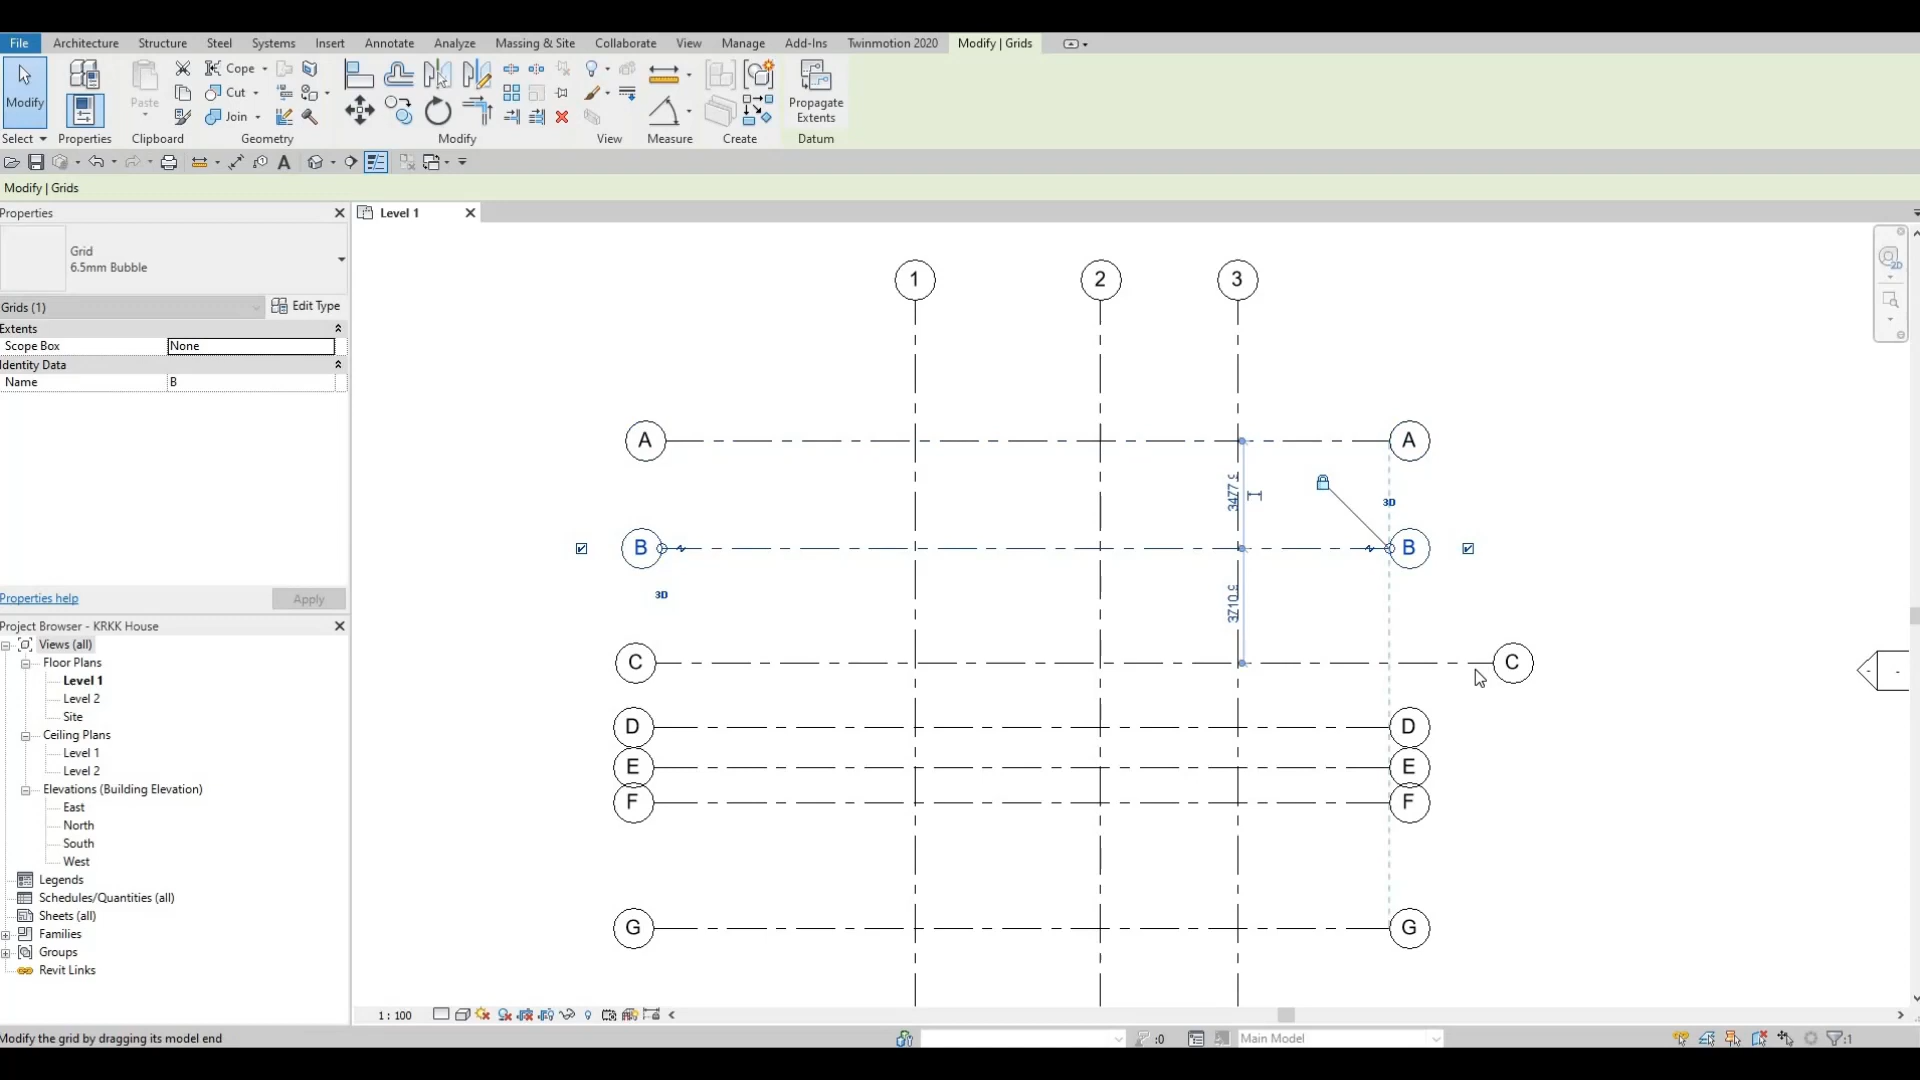 File Architecture Structure Steel Systems Insert Annotate Analyze Massing & Site Collaborate View Manage Add-Ins Twinmotion 2020 Modify | Grids
Modify Paste Cope Cut Join Propagate Extents
Select Properties Clipboard Geometry Modify View Measure Create Datum
Modify | Grids
Properties
Level 1
Grid
6.5mm Bubble
Grids (1) Edit Type
Extents
Scope Box None
Identity Data
Name B
Properties help Apply
Project Browser - KRKK House
Views (all)
Floor Plans
Level 1
Level 2
Site
Ceiling Plans
Level 1
Level 2
Elevations (Building Elevation)
East
North
South
West
Legends
Schedules/Quantities (all)
Sheets (all)
Families
Groups
Revit Links
1 2 3
2D
A A
3477.
3D
B B
3D
3710.
C C
D D
E E
F F
G G
1 : 100
Modify the grid by dragging its model end
:0
Main Model
:1